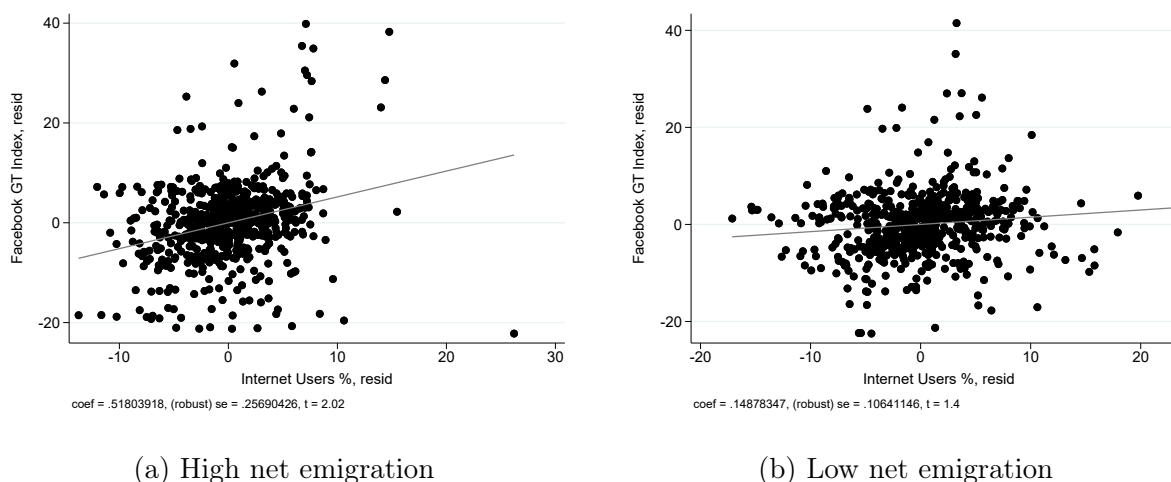 40
20
0
-20
Facebook GT Index, resid
-10
0
10
20
30
Internet Users %, resid
coef = .51803918, (robust) se = .25690426, t = 2.02
(a) High net emigration
40
20
0
-20
Facebook GT Index, resid
-20
-10
0
10
20
Internet Users %, resid
coef = .14878347, (robust) se = .10641146, t = 1.4
(b) Low net emigration